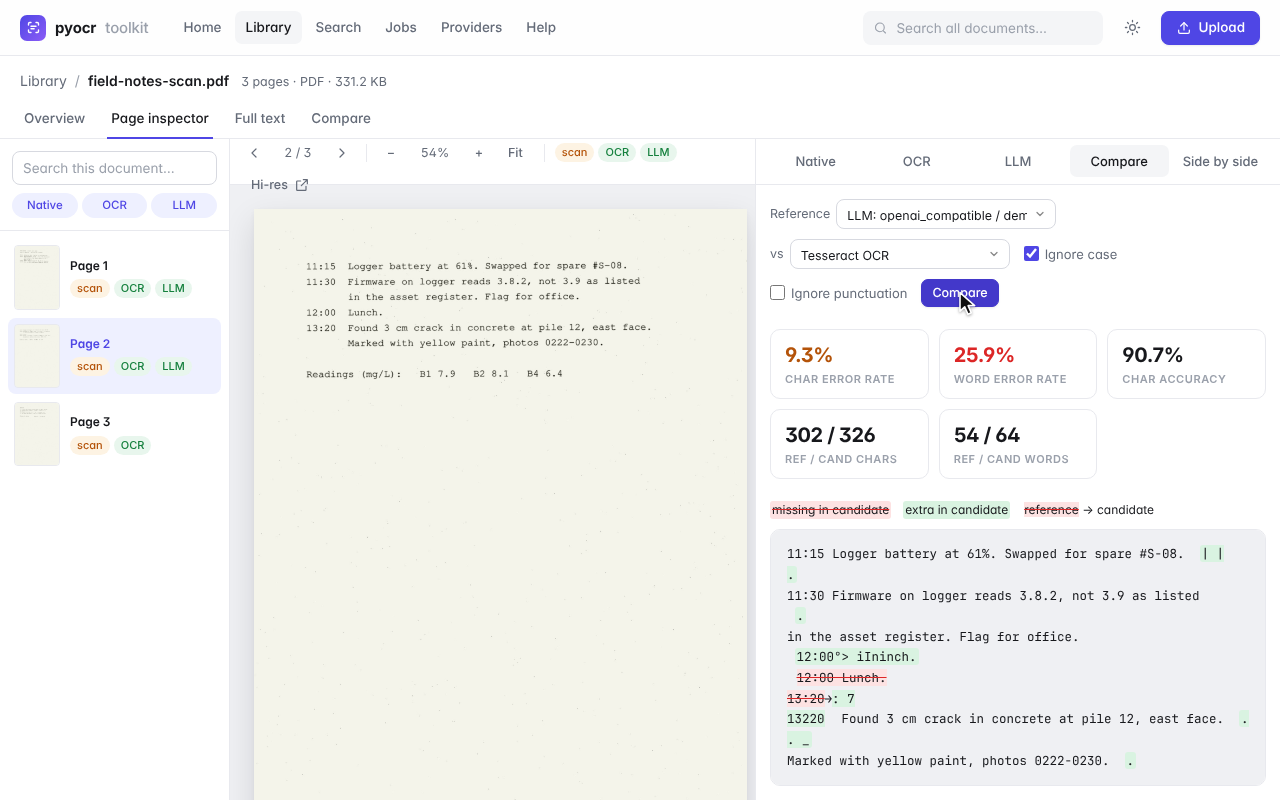 pyocr toolkit
Home Library Search Jobs Providers Help
Search all documents...
Upload
Library / field-notes-scan.pdf 3 pages · PDF · 331.2 KB
Overview Page inspector Full text Compare
Search this document...
Native OCR LLM
Page 1
scan OCR LLM
Page 2
scan OCR LLM
Page 3
scan OCR
2 / 3 − 54% + Fit scan OCR LLM
Hi-res
11:15 Logger battery at 61%. Swapped for spare #S-08.
11:30 Firmware on logger reads 3.8.2, not 3.9 as listed
in the asset register. Flag for office.
12:00 Lunch.
13:20 Found 3 cm crack in concrete at pile 12, east face.
Marked with yellow paint, photos 0222-0230.
Readings (mg/L): B1 7.9 B2 8.1 B4 6.4
Native OCR LLM Compare Side by side
Reference LLM: openai_compatible / dem
vs Tesseract OCR Ignore case
Ignore punctuation Compare
9.3%
CHAR ERROR RATE
25.9%
WORD ERROR RATE
90.7%
CHAR ACCURACY
302 / 326
REF / CAND CHARS
54 / 64
REF / CAND WORDS
missing in candidate extra in candidate reference → candidate
11:15 Logger battery at 61%. Swapped for spare #S-08. | |
.
11:30 Firmware on logger reads 3.8.2, not 3.9 as listed
.
in the asset register. Flag for office.
12:00°> iIninch.
12:00 Lunch.
13:20→: 7
13220 Found 3 cm crack in concrete at pile 12, east face. .
. _
Marked with yellow paint, photos 0222-0230. .